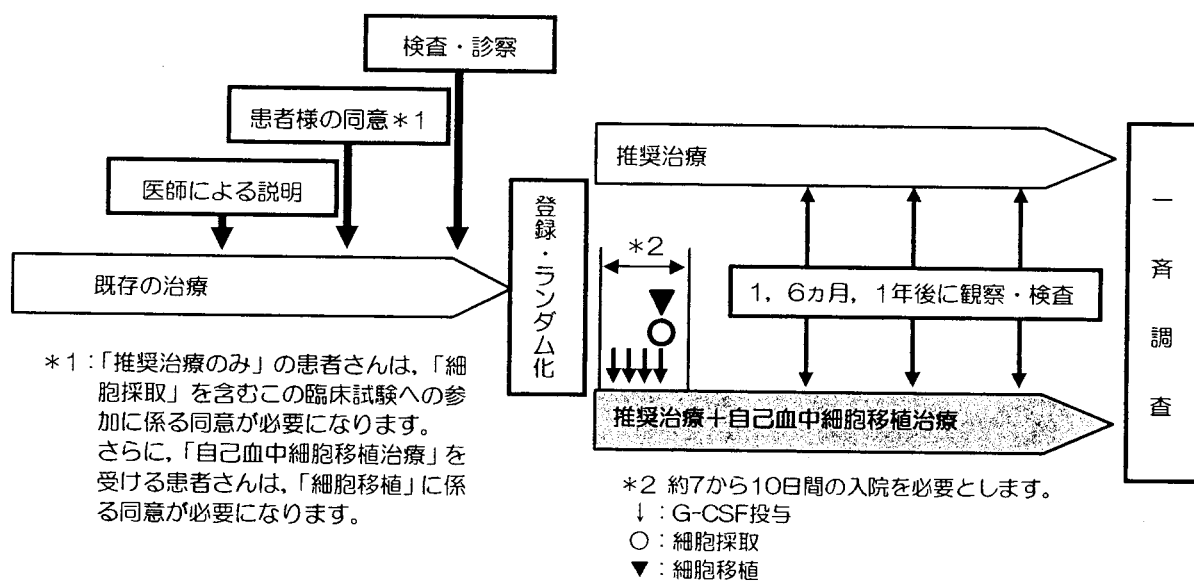 検査・診察
患者様の同意＊1
医師による説明
既存の治療
登録・ランダム化
推奨治療
＊2
1，6ヵ月，1年後に観察・検査
推奨治療＋自己血中細胞移植治療
一斉調査
＊1：「推奨治療のみ」の患者さんは，「細
胞採取」を含むこの臨床試験への参
加に係る同意が必要になります。
さらに，「自己血中細胞移植治療」を
受ける患者さんは，「細胞移植」に係
る同意が必要になります。
＊2 約7から10日間の入院を必要とします。
↓：G-CSF投与
○：細胞採取
▼：細胞移植